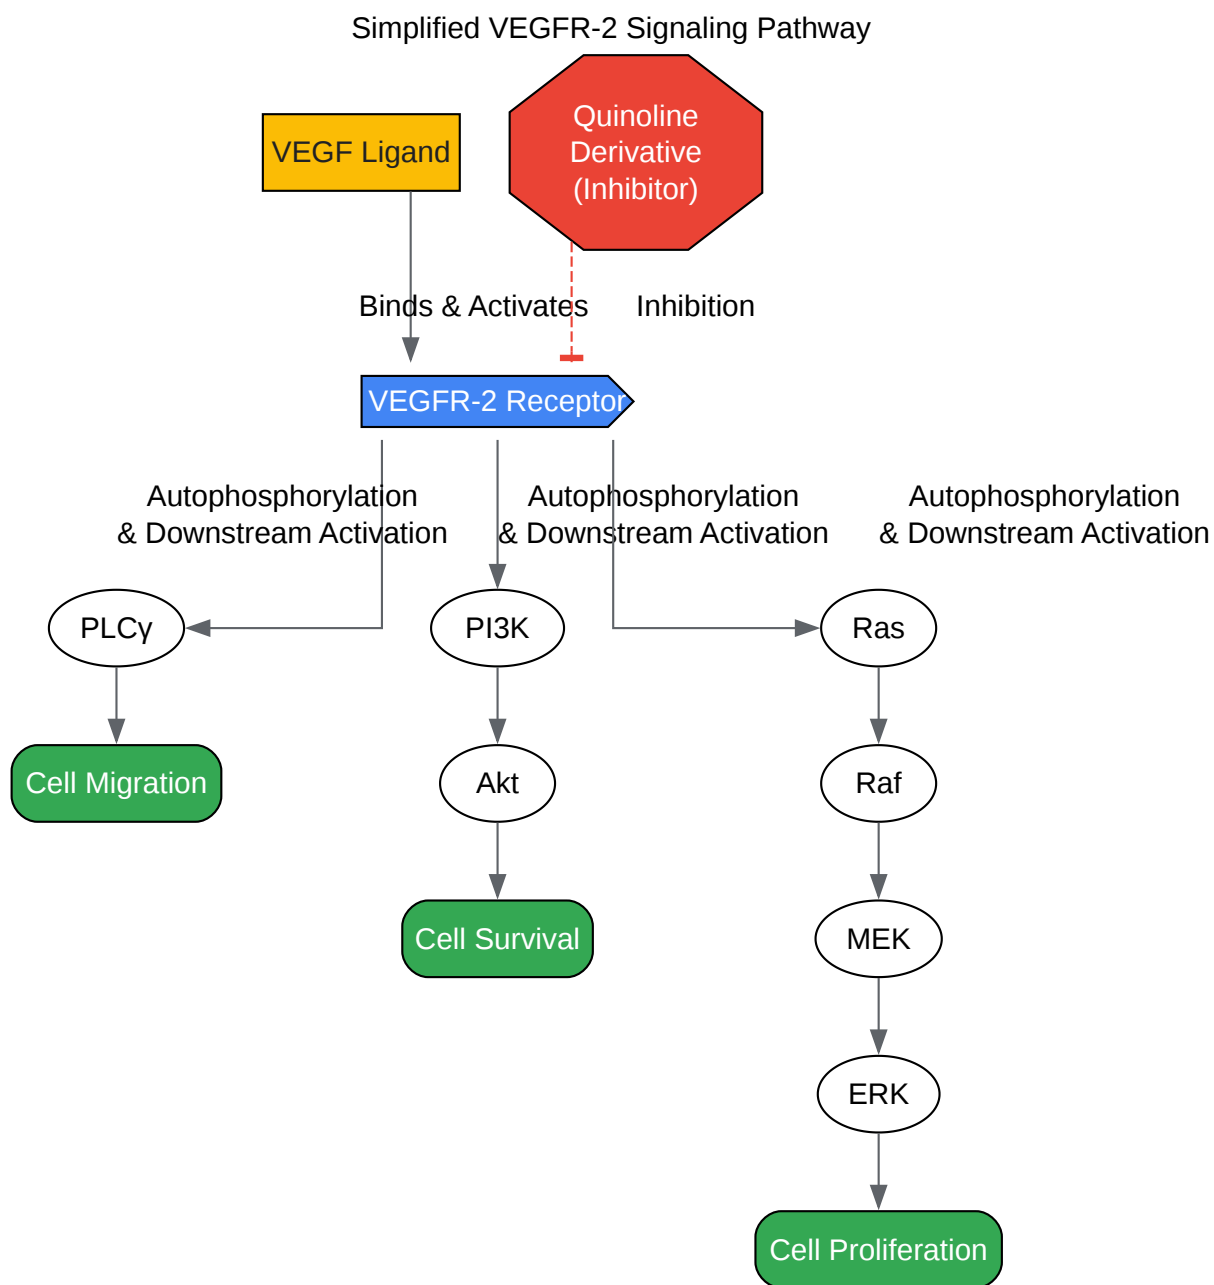 Simplified VEGFR-2 Signaling Pathway
VEGF Ligand
Quinoline
Derivative
(Inhibitor)
Binds & Activates
Inhibition
VEGFR-2 Receptor
Autophosphorylation
& Downstream Activation
Autophosphorylation
& Downstream Activation
Autophosphorylation
& Downstream Activation
PLCγ
PI3K
Ras
Cell Migration
Akt
Raf
Cell Survival
MEK
ERK
Cell Proliferation